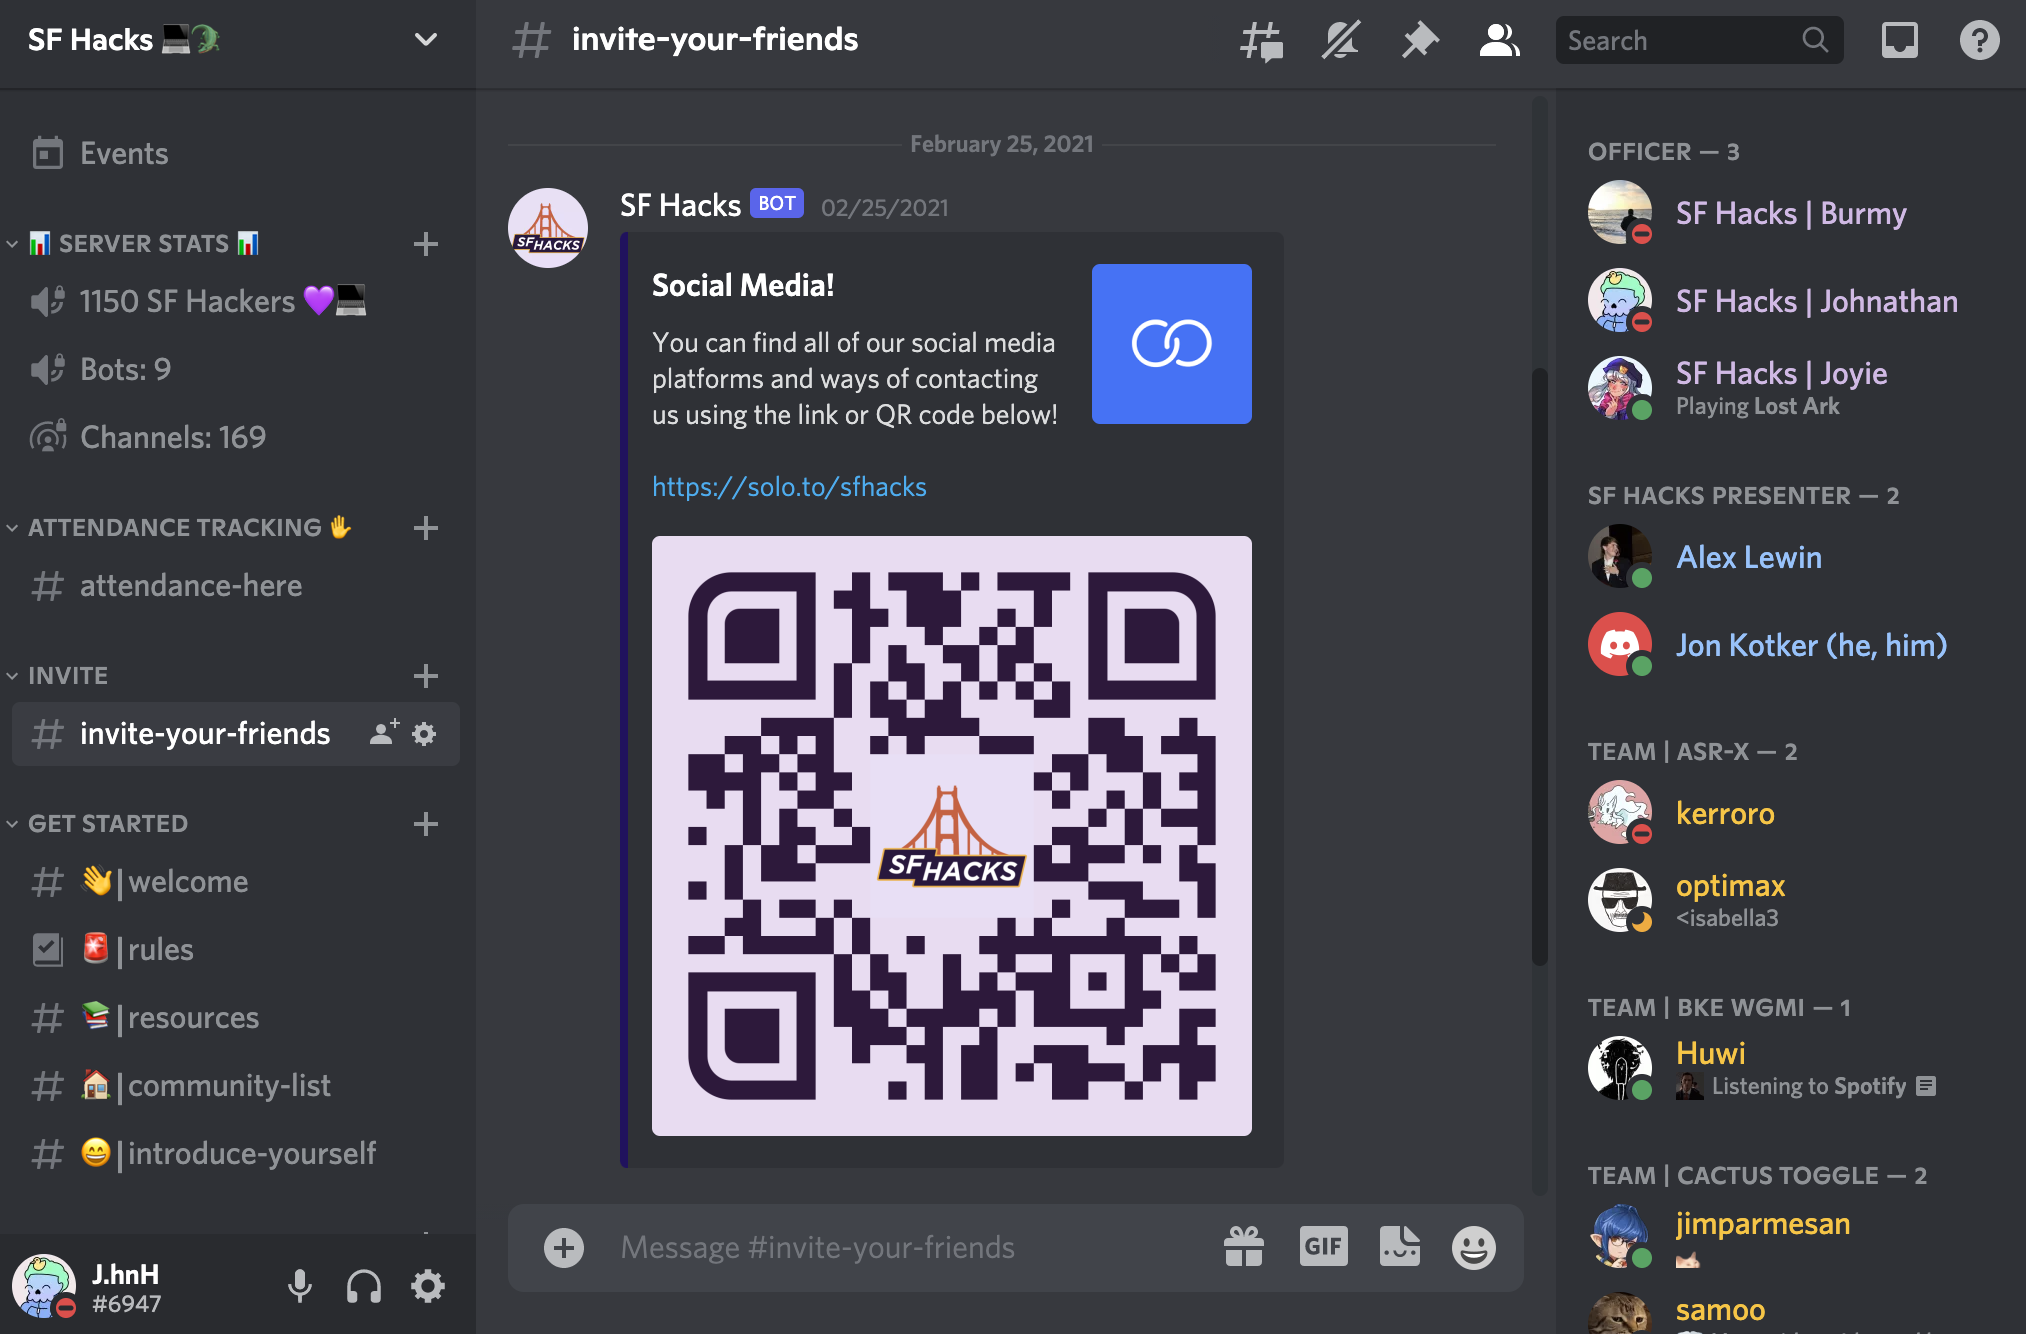 SF Hacks 💻🐉
Events
📊 SERVER STATS 📊
1150 SF Hackers 💜💻
Bots: 9
Channels: 169
ATTENDANCE TRACKING ✋
attendance-here
INVITE
invite-your-friends
GET STARTED
👋|welcome
🚨|rules
📚|resources
🏠|community-list
😄|introduce-yourself
J.hnH
#6947
# invite-your-friends
Search
February 25, 2021
SF Hacks BOT 02/25/2021
SF HACKS
Social Media!
You can find all of our social media
platforms and ways of contacting
us using the link or QR code below!
https://solo.to/sfhacks
SF HACKS
Message #invite-your-friends
GIF
OFFICER — 3
SF Hacks | Burmy
SF Hacks | Johnathan
SF Hacks | Joyie
Playing Lost Ark
SF HACKS PRESENTER — 2
Alex Lewin
Jon Kotker (he, him)
TEAM | ASR-X — 2
kerroro
optimax
<isabella3
TEAM | BKE WGMI — 1
Huwi
Listening to Spotify
TEAM | CACTUS TOGGLE — 2
jimparmesan
samoo